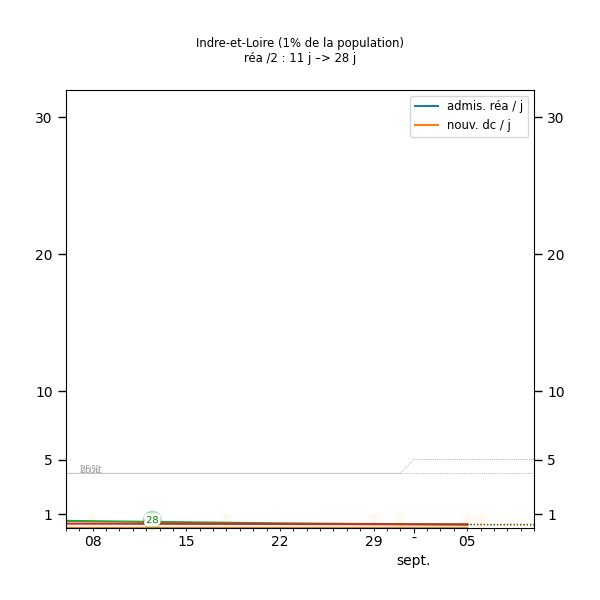 Indre-et-Loire (1% de la population)
réa /2 : 11 j –> 28 j
admis. réa / j
nouv. dc / j
30 30
20 20
10 10
5 5
25%
1 1
28
08 15 22 29 - 05
sept.